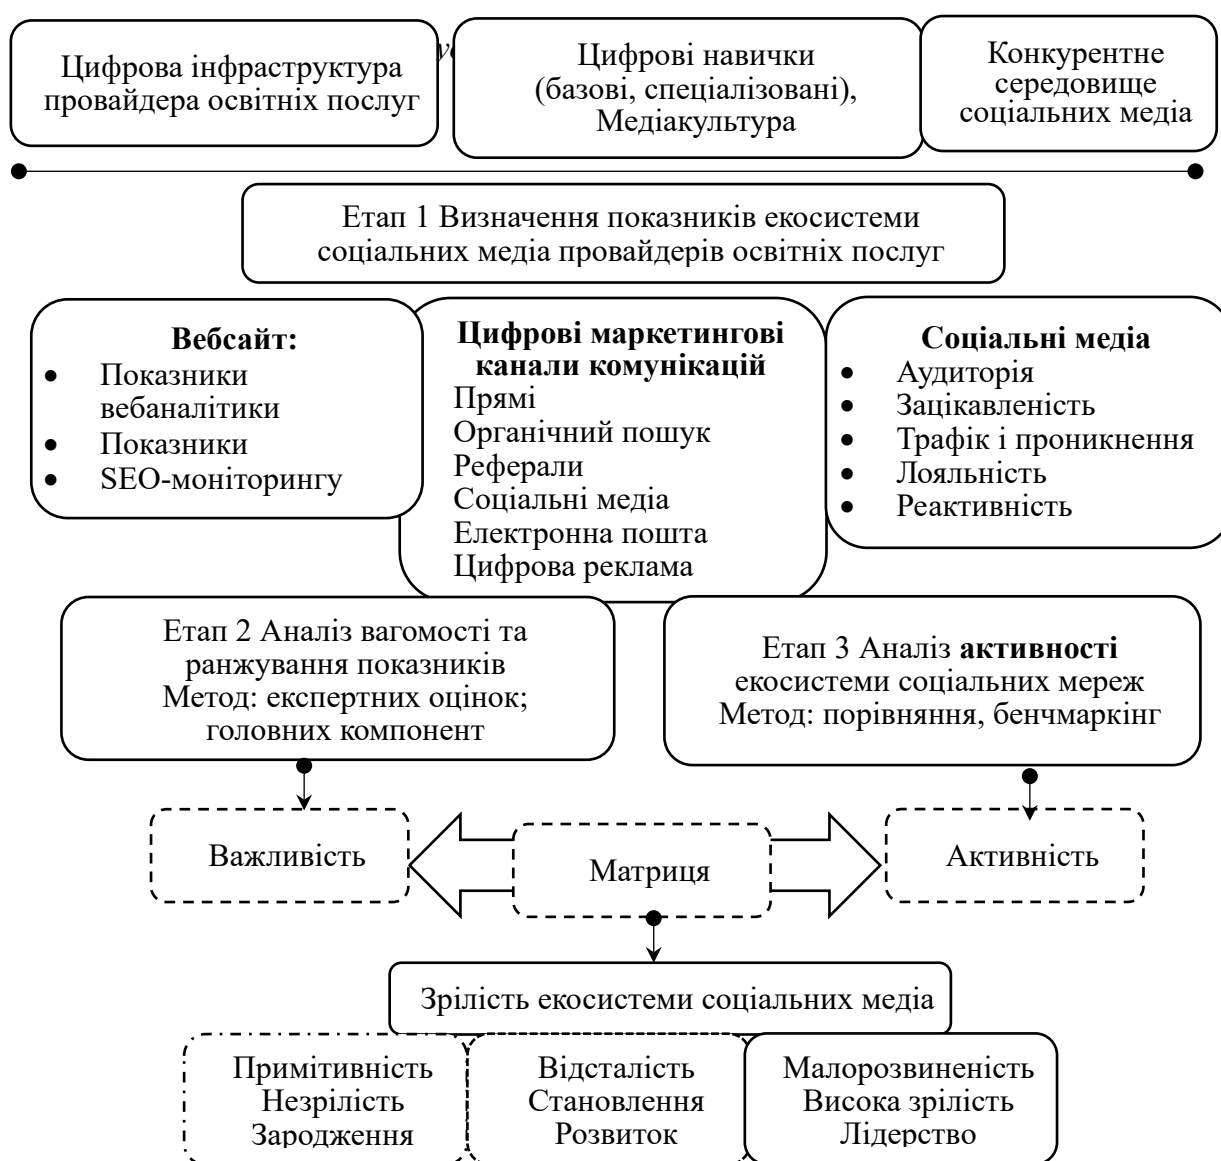 Цифрова інфраструктура
провайдера освітніх послуг
Цифрові навички
(базові, спеціалізовані),
Медіакультура
Конкурентне
середовище
соціальних медіа
Етап 1 Визначення показників екосистеми
соціальних медіа провайдерів освітніх послуг
Вебсайт:
• Показники
вебаналітики
• Показники
• SEO-моніторингу
Цифрові маркетингові
канали комунікацій
Прямі
Органічний пошук
Реферали
Соціальні медіа
Електронна пошта
Цифрова реклама
Соціальні медіа
• Аудиторія
• Зацікавленість
• Трафік і проникнення
• Лояльність
• Реактивність
Етап 2 Аналіз вагомості та
ранжування показників
Метод: експертних оцінок;
головних компонент
Етап 3 Аналіз активності
екосистеми соціальних мереж
Метод: порівняння, бенчмаркінг
Важливість
Матриця
Активність
Зрілість екосистеми соціальних медіа
Примітивність
Незрілість
Зародження
Відсталість
Становлення
Розвиток
Малорозвиненість
Висока зрілість
Лідерство